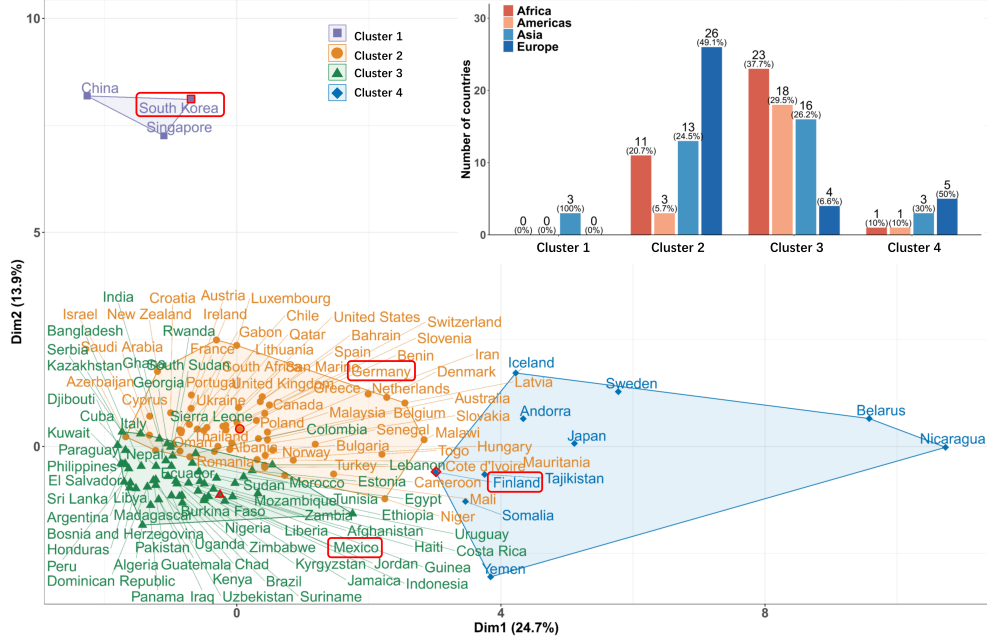 10
5
0
Dim2 (13.9%)
0
4
8
Dim1 (24.7%)
Cluster 1
Cluster 2
Cluster 3
Cluster 4
China
South Korea
Singapore
30
20
10
0
Number of countries
Africa
Americas
Asia
Europe
0
(0%)
0
(0%)
3
(100%)
0
(0%)
11
(20.7%)
3
(5.7%)
13
(24.5%)
26
(49.1%)
23
(37.7%)
18
(29.5%)
16
(26.2%)
4
(6.6%)
1
(10%)
1
(10%)
3
(30%)
5
(50%)
Cluster 1
Cluster 2
Cluster 3
Cluster 4
India Croatia Austria Luxembourg
Israel New Zealand Ireland Chile United States
Bangladesh Rwanda Gabon Qatar Bahrain Switzerland
Serbia Saudi Arabia France Lithuania Spain Slovenia
Kazakhstan Ghana South Sudan South Africa San Marino Germany Benin Iran
Azerbaijan Georgia Portugal United Kingdom Greece Netherlands Denmark
Djibouti Cyprus Ukraine Canada Malaysia Belgium Australia Latvia
Cuba Italy Sierra Leone Poland Colombia Senegal Malawi Slovakia
Kuwait Thailand
Paraguay Nepal Oman Albania Norway Bulgaria Togo Hungary
Philippines Ecuador Romania Turkey Lebanon Cote d'Ivoire Mauritania
El Salvador Sudan Morocco Estonia Cameroon Finland Tajikistan
Sri Lanka Libya Mozambique Tunisia Egypt Mali
Argentina Madagascar Burkina Faso Zambia Ethiopia Niger Somalia
Bosnia and Herzegovina Nigeria Liberia Afghanistan Uruguay
Honduras Pakistan Uganda Zimbabwe Mexico Haiti Costa Rica
Peru Algeria Guatemala Chad Kyrgyzstan Jordan Guinea
Dominican Republic Kenya Brazil Jamaica Indonesia
Panama Iraq Uzbekistan Suriname
Iceland
Sweden
Andorra
Belarus
Japan
Nicaragua
Yemen